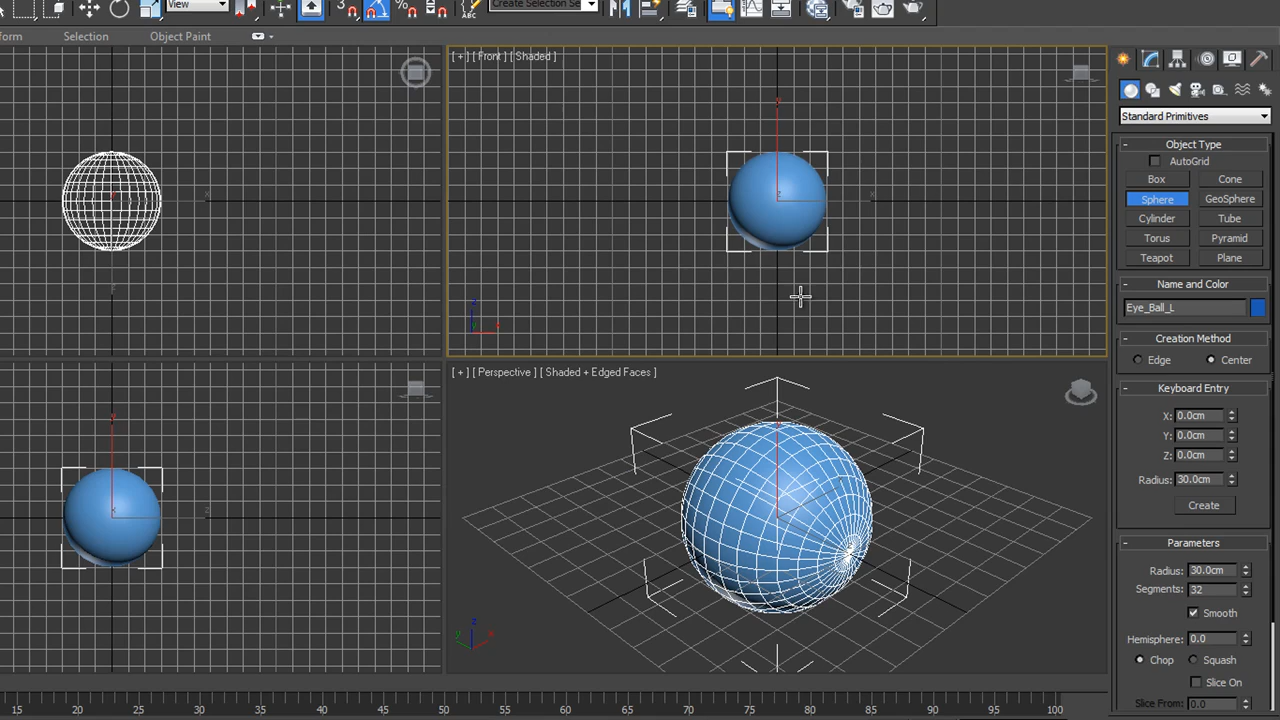 View
Create Selection Se
form
Selection
Object Paint
[ + ] [ Front ] [ Shaded ]
[ + ] [ Perspective ] [ Shaded + Edged Faces ]
Standard Primitives
Object Type
AutoGrid
Box
Cone
Sphere
GeoSphere
Cylinder
Tube
Torus
Pyramid
Teapot
Plane
Name and Color
Eye_Ball_L
Creation Method
Edge
Center
Keyboard Entry
X: 0.0cm
Y: 0.0cm
Z: 0.0cm
Radius: 30.0cm
Create
Parameters
Radius: 30.0cm
Segments: 32
Smooth
Hemisphere: 0.0
Chop
Squash
Slice On
Slice From: 0.0
15 20 25 30 35 40 45 50 55 60 65 70 75 80 85 90 95 100